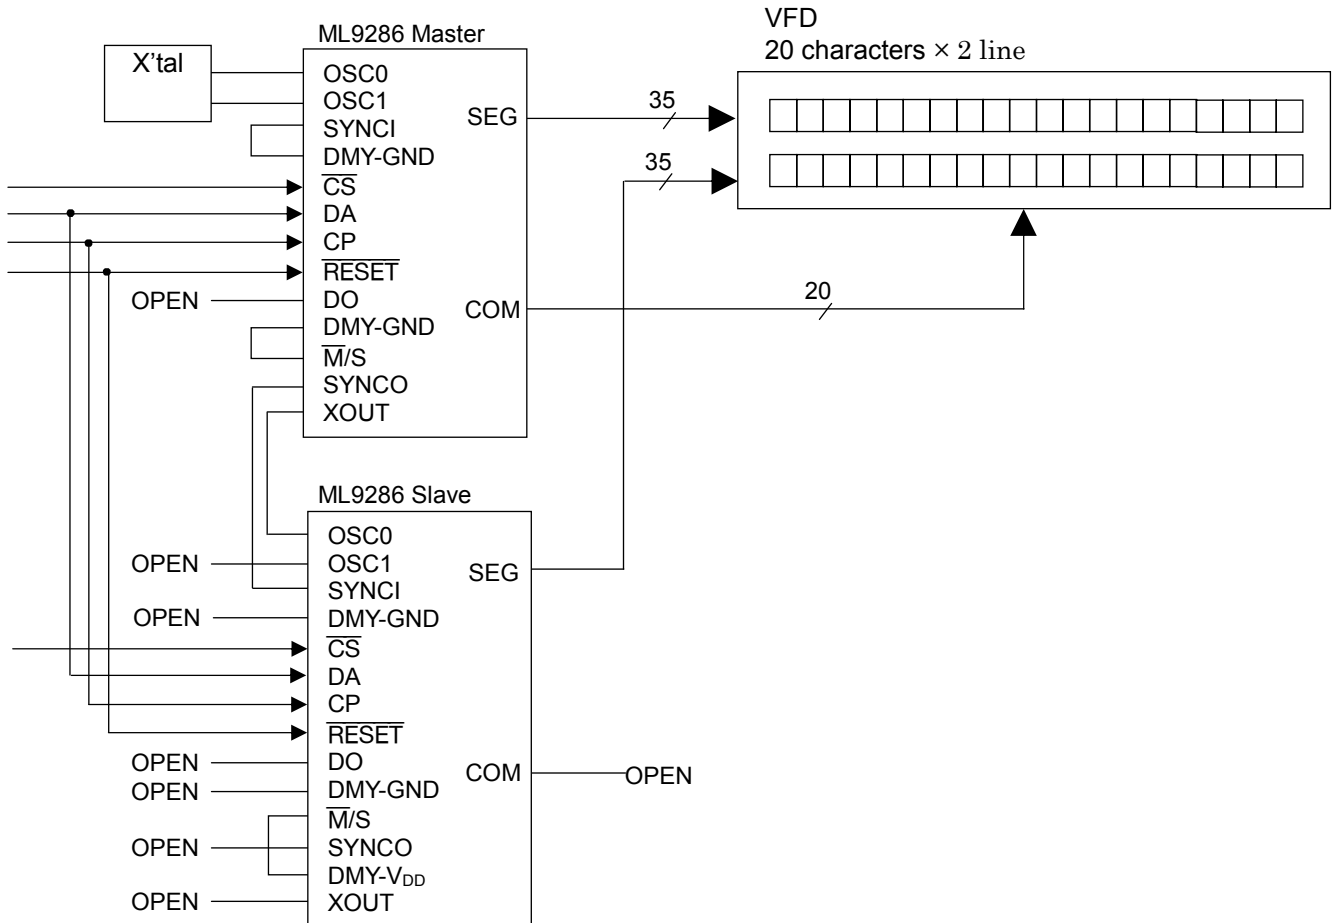 VFD
20 characters × 2 line
ML9286 Master
X'tal
OSC0
OSC1
SYNCI
DMY-GND
CS
DA
CP
RESET
OPEN
DO
DMY-GND
M/S
SYNCO
XOUT
SEG
COM
35
35
20
ML9286 Slave
OSC0
OPEN
OSC1
SYNCI
OPEN
DMY-GND
CS
DA
CP
RESET
OPEN
DO
OPEN
DMY-GND
M/S
OPEN
SYNCO
DMY-VDD
OPEN
XOUT
SEG
COM
OPEN